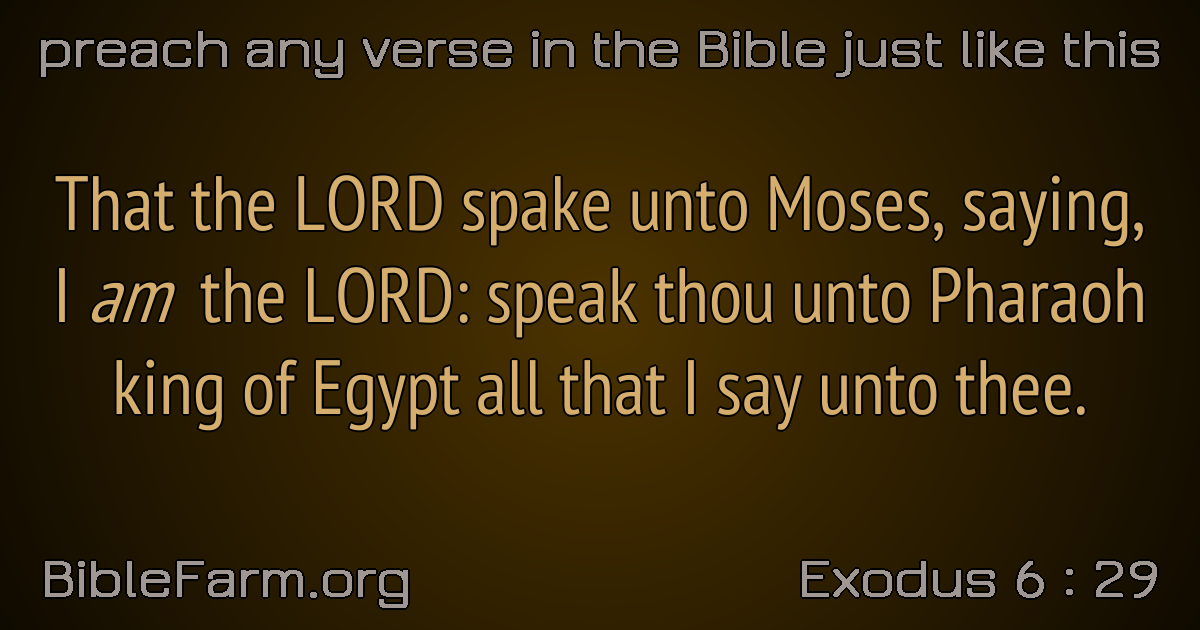 preach any verse in the Bible just like this
That the LORD spake unto Moses, saying,
I am the LORD: speak thou unto Pharaoh
king of Egypt all that I say unto thee.
BibleFarm.org
Exodus 6 : 29